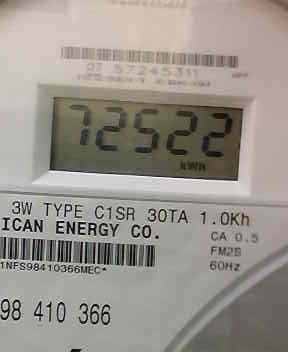 57245311
72522
kWh
3W TYPE C1SR 30TA 1.0Kh
ICAN ENERGY CO.
CA 0.5
FM2S
60Hz
1NFS98410366MEC*
98 410 366